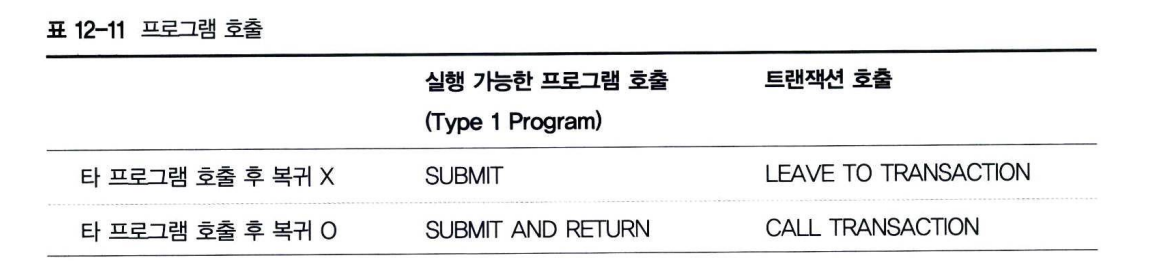 표 12-11 프로그램 호출
실행 가능한 프로그램 호출 트랜잭션 호출
(Type 1 Program)
타 프로그램 호출 후 복귀 X SUBMIT LEAVE TO TRANSACTION
타 프로그램 호출 후 복귀 O SUBMIT AND RETURN CALL TRANSACTION